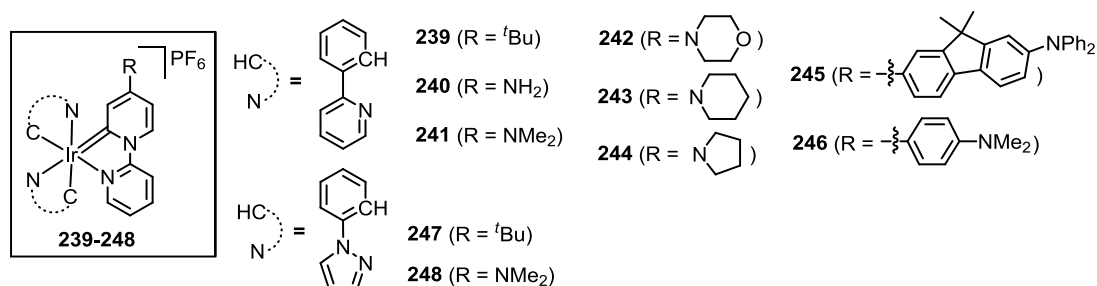 R
PF6
N
C
Ir
N
N
N
C
239-248
HC
N
=
CH
N
239 (R = tBu)
240 (R = NH2)
241 (R = NMe2)
HC
N
=
CH
N
N
247 (R = tBu)
248 (R = NMe2)
242 (R = N O )
243 (R = N )
244 (R = N )
245 (R = NPh2 )
246 (R = NMe2 )